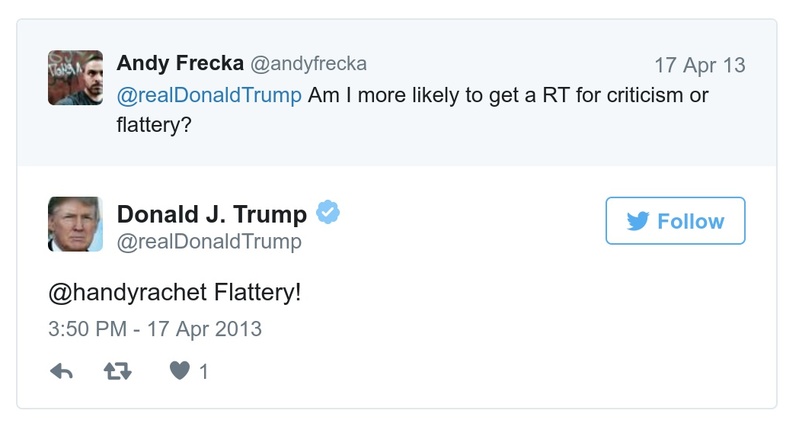 Andy Frecka @andyfrecka 17 Apr 13
@realDonaldTrump Am I more likely to get a RT for criticism or
flattery?
Donald J. Trump
Follow
@realDonaldTrump
@handyrachet Flattery!
3:50 PM - 17 Apr 2013
1